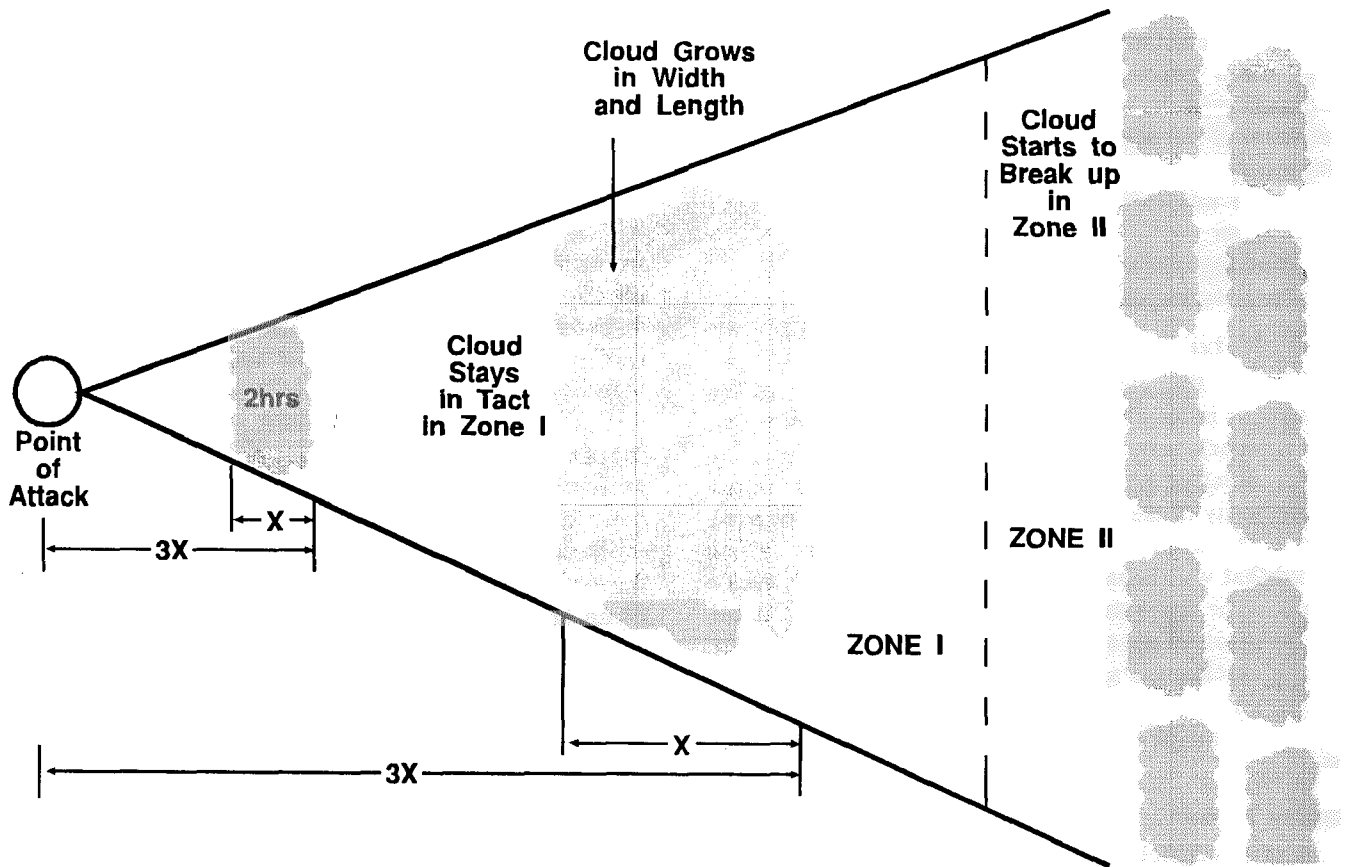 Cloud Grows
in Width
and Length
Cloud
Starts to
Break up
in
Zone II
Cloud
Stays
in Tact
in Zone I
2hrs
Point
of
Attack
X
3X
ZONE II
ZONE I
X
3X